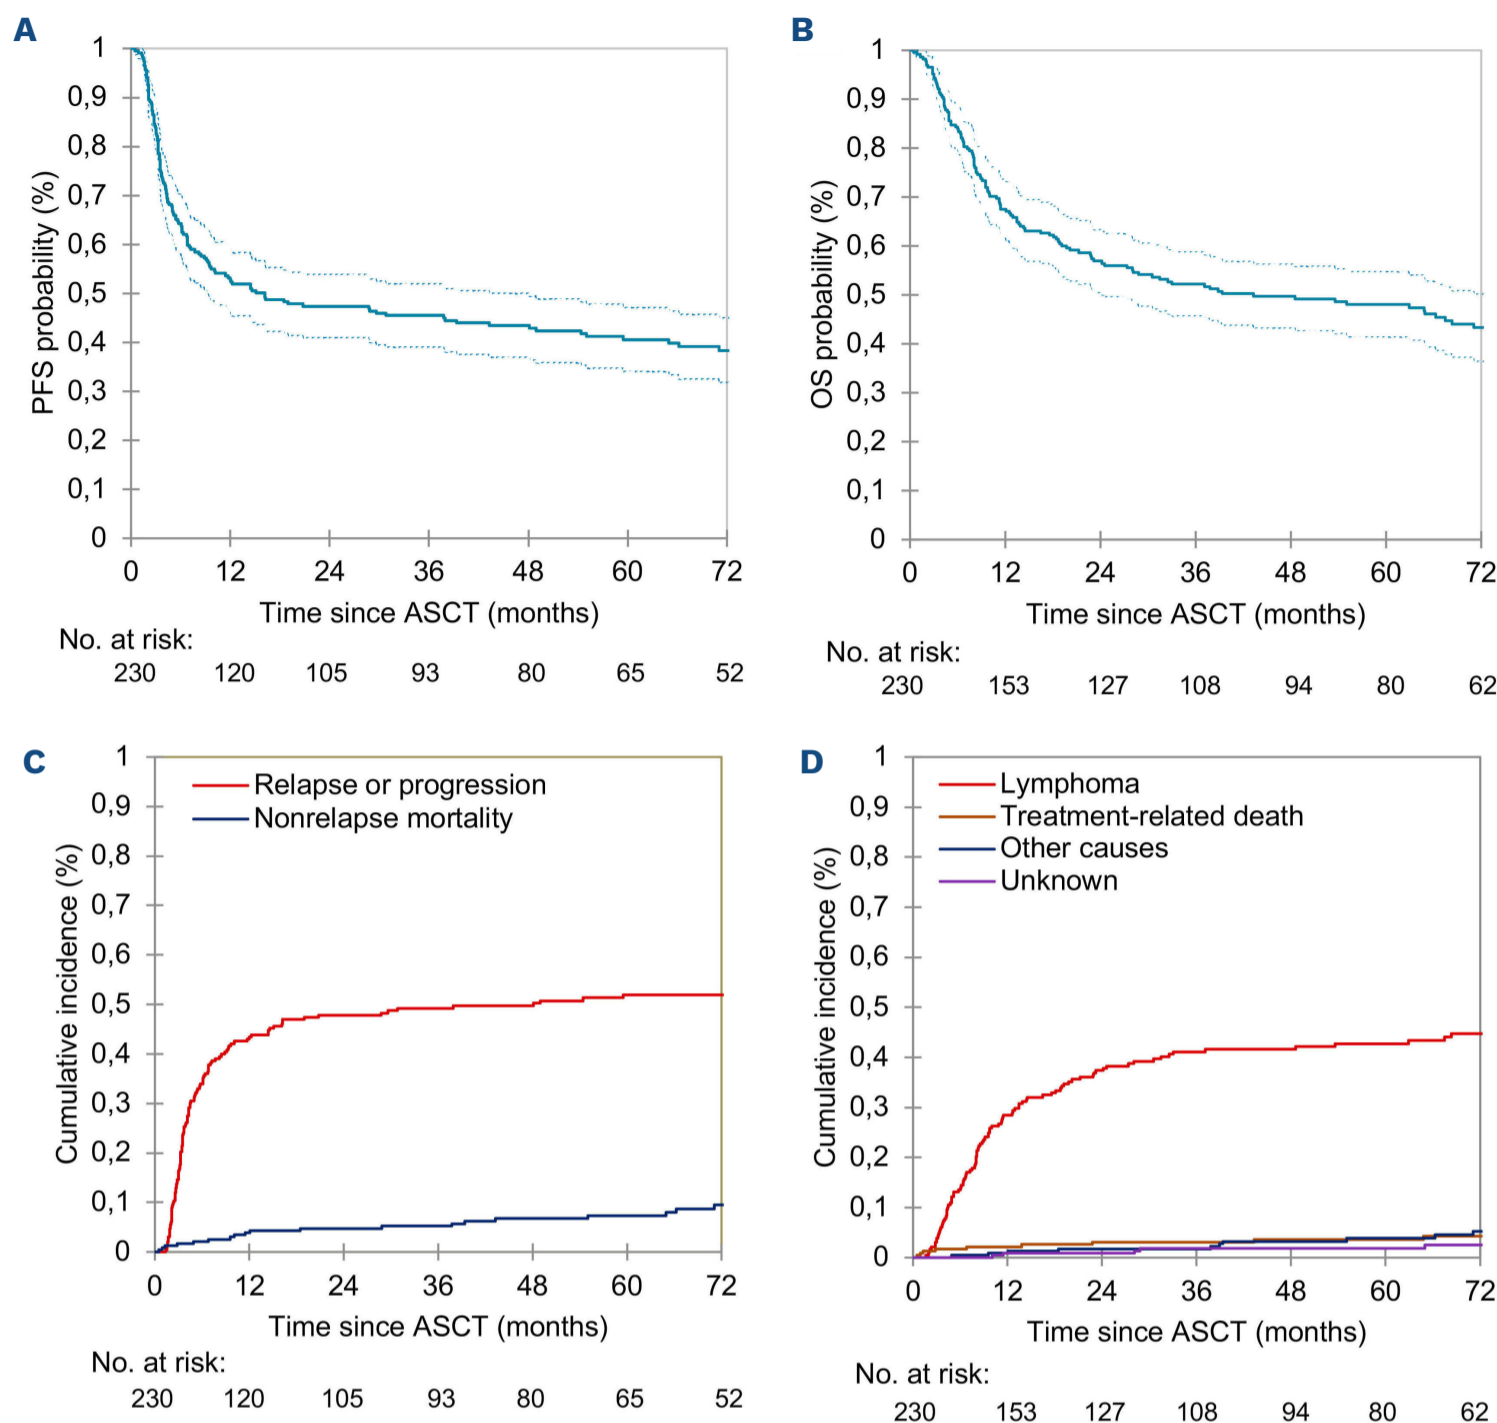 A
PFS probability (%)
1
0,9
0,8
0,7
0,6
0,5
0,4
0,3
0,2
0,1
0
0 12 24 36 48 60 72
Time since ASCT (months)
No. at risk:
230 120 105 93 80 65 52
B
OS probability (%)
1
0,9
0,8
0,7
0,6
0,5
0,4
0,3
0,2
0,1
0
0 12 24 36 48 60 72
Time since ASCT (months)
No. at risk:
230 153 127 108 94 80 62
C
Cumulative incidence (%)
1
0,9
0,8
0,7
0,6
0,5
0,4
0,3
0,2
0,1
0
Relapse or progression
Nonrelapse mortality
0 12 24 36 48 60 72
Time since ASCT (months)
No. at risk:
230 120 105 93 80 65 52
D
Cumulative incidence (%)
1
0,9
0,8
0,7
0,6
0,5
0,4
0,3
0,2
0,1
0
Lymphoma
Treatment-related death
Other causes
Unknown
0 12 24 36 48 60 72
Time since ASCT (months)
No. at risk:
230 153 127 108 94 80 62